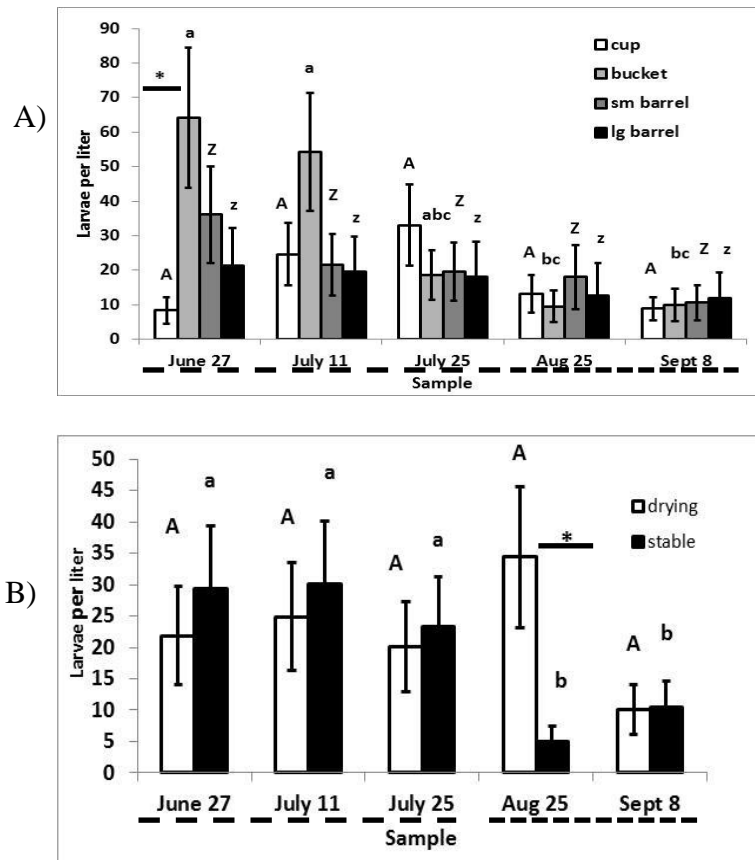 A)
Larvae per liter
90
80
70
60
50
40
30
20
10
0
*
A
a
Z
z
A
a
Z
z
A
abc
Z
z
A
bc
Z
z
A
bc
Z
z
cup
bucket
sm barrel
lg barrel
June 27 July 11 July 25 Aug 25 Sept 8
Sample
B)
Larvae per liter
50
45
40
35
30
25
20
15
10
5
0
A
a
A
a
A
a
A
*
b
A
b
drying
stable
June 27 July 11 July 25 Aug 25 Sept 8
Sample